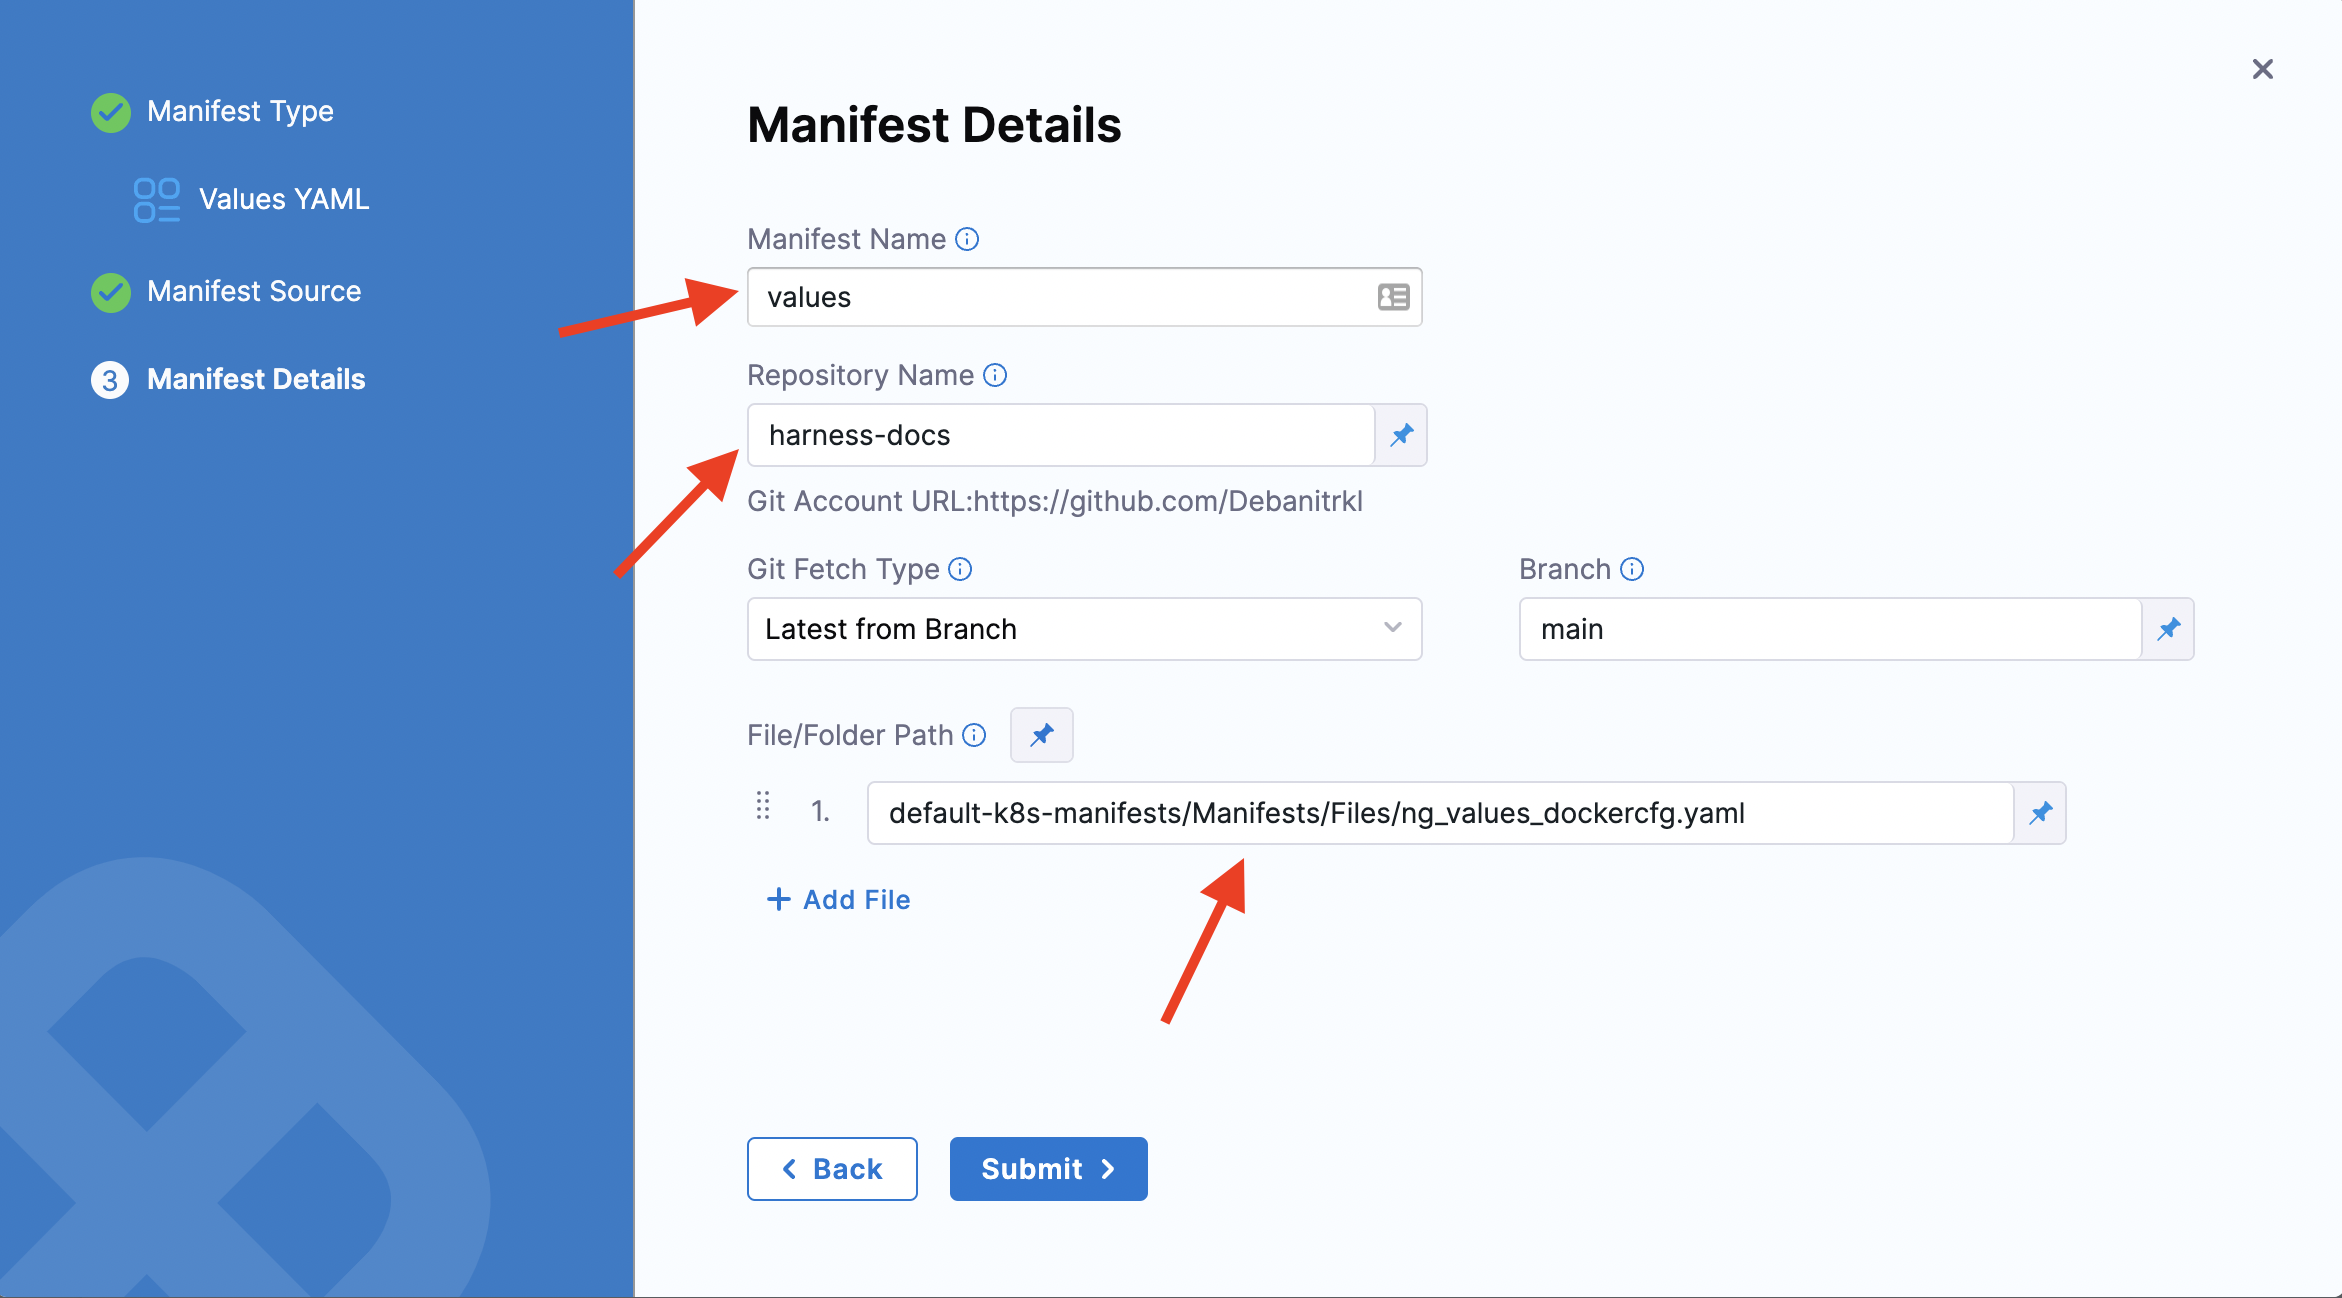 Manifest Type
Values YAML
Manifest Source
3 Manifest Details
Manifest Details
Manifest Name
values
Repository Name
harness-docs
Git Account URL:https://github.com/Debanitrkl
Git Fetch Type
Latest from Branch
Branch
main
File/Folder Path
1. default-k8s-manifests/Manifests/Files/ng_values_dockercfg.yaml
+ Add File
Back
Submit